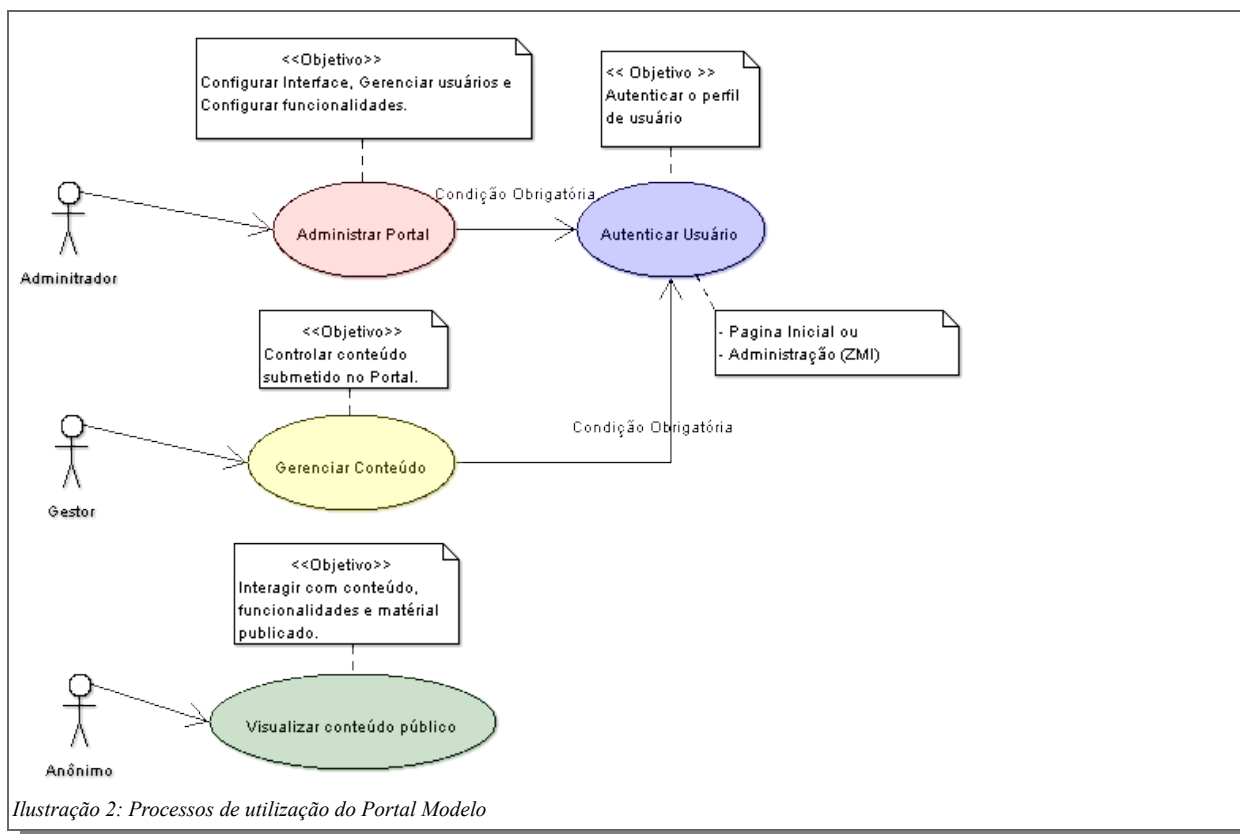 <<Objetivo>>
Configurar Interface, Gerenciar usuários e
Configurar funcionalidades.
<< Objetivo >>
Autenticar o perfil
de usuário
Condição Obrigatória
Administrar Portal
Autenticar Usuário
Adminitrador
<<Objetivo>>
Controlar conteúdo
submetido no Portal.
- Pagina Inicial ou
- Administração (ZMI)
Condição Obrigatória
Gerenciar Conteúdo
Gestor
<<Objetivo>>
Interagir com conteúdo,
funcionalidades e matérial
publicado.
Visualizar conteúdo público
Anônimo
Ilustração 2: Processos de utilização do Portal Modelo